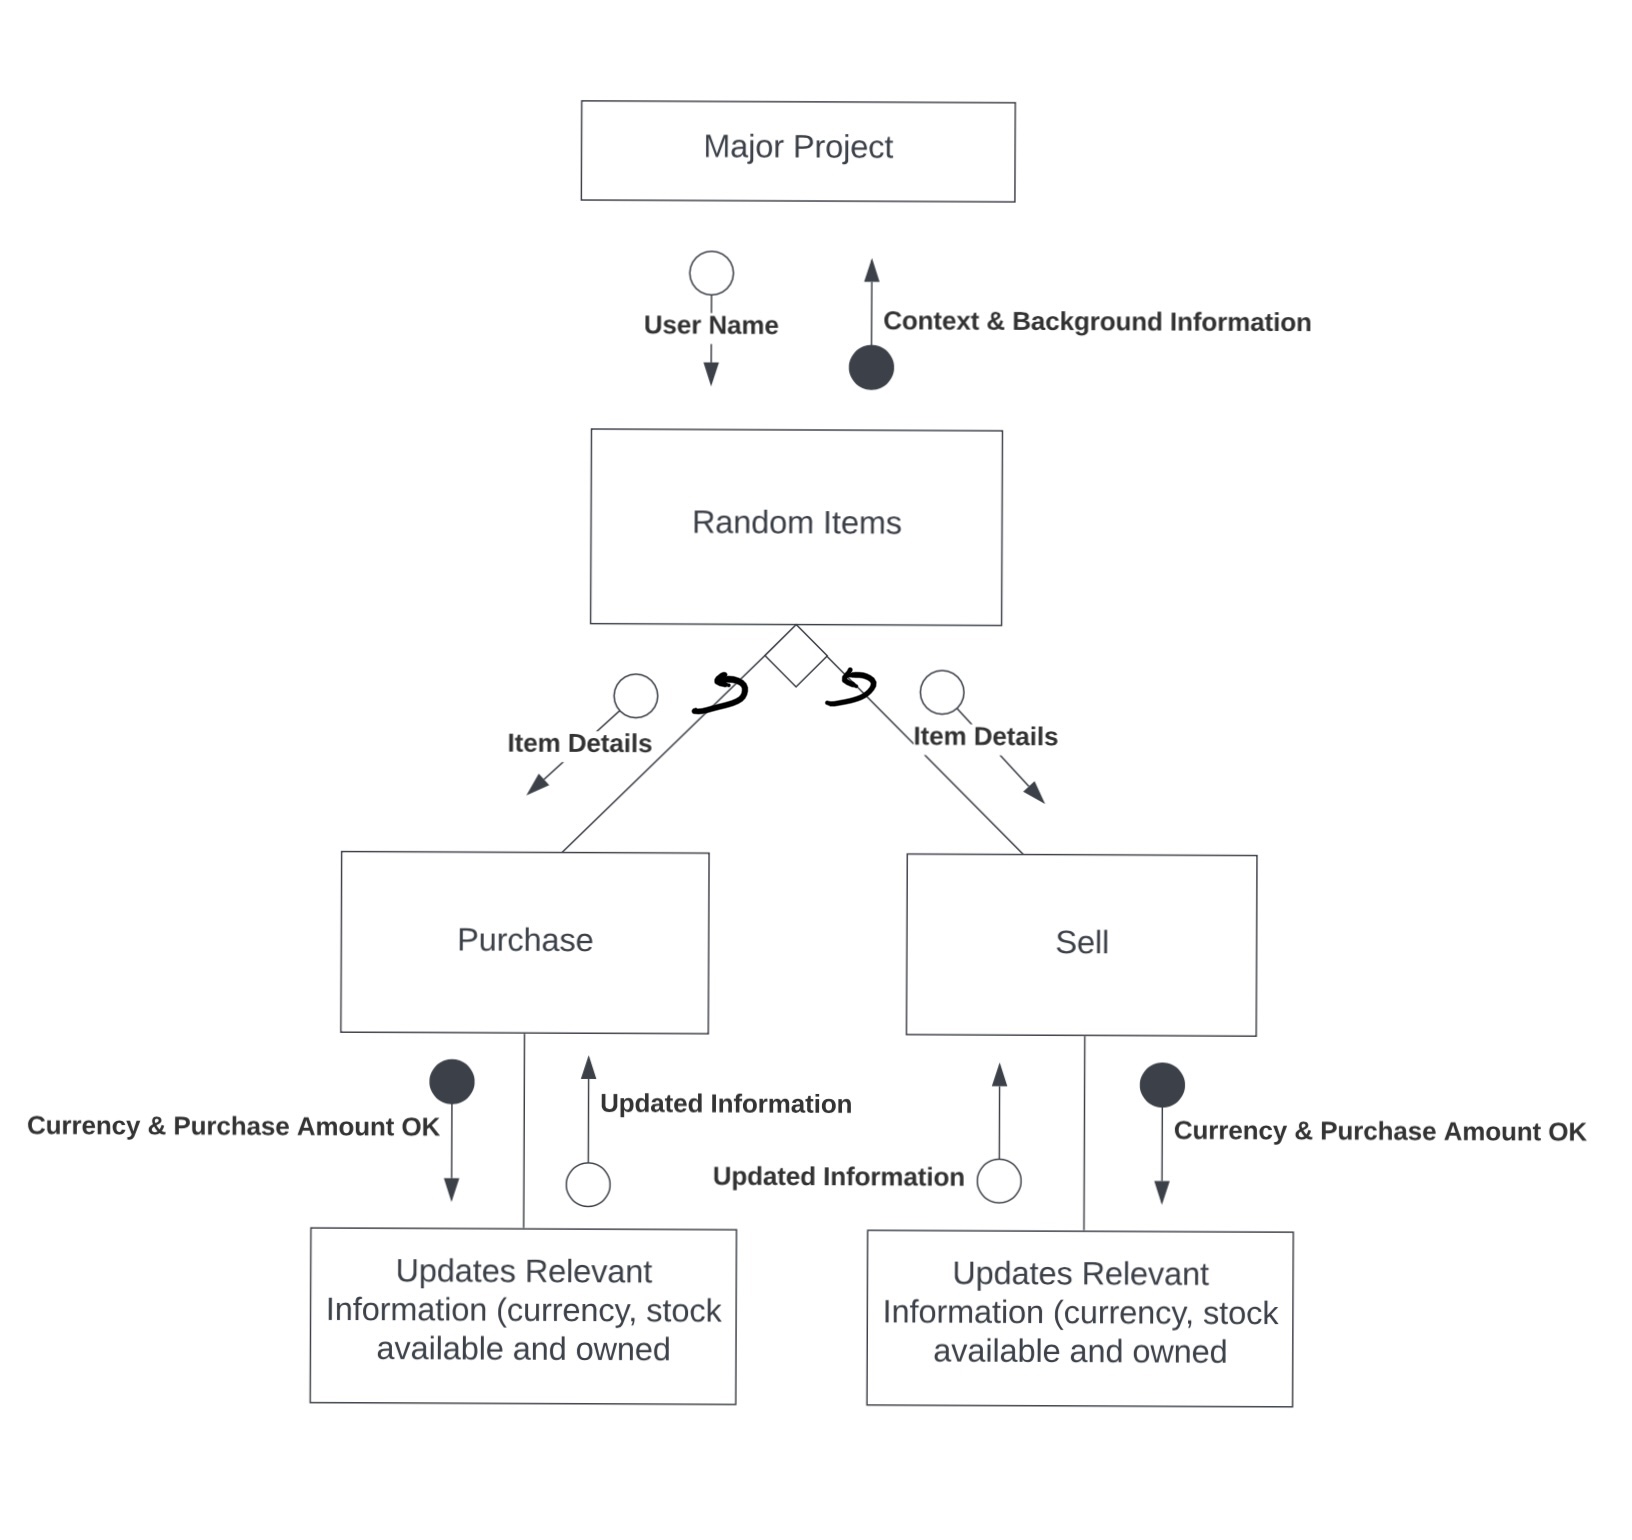 Major Project
User Name
Context & Background Information
Random Items
Item Details
Item Details
Purchase
Sell
Currency & Purchase Amount OK
Updated Information
Updated Information
Currency & Purchase Amount OK
Updates Relevant
Information (currency, stock
available and owned
Updates Relevant
Information (currency, stock
available and owned